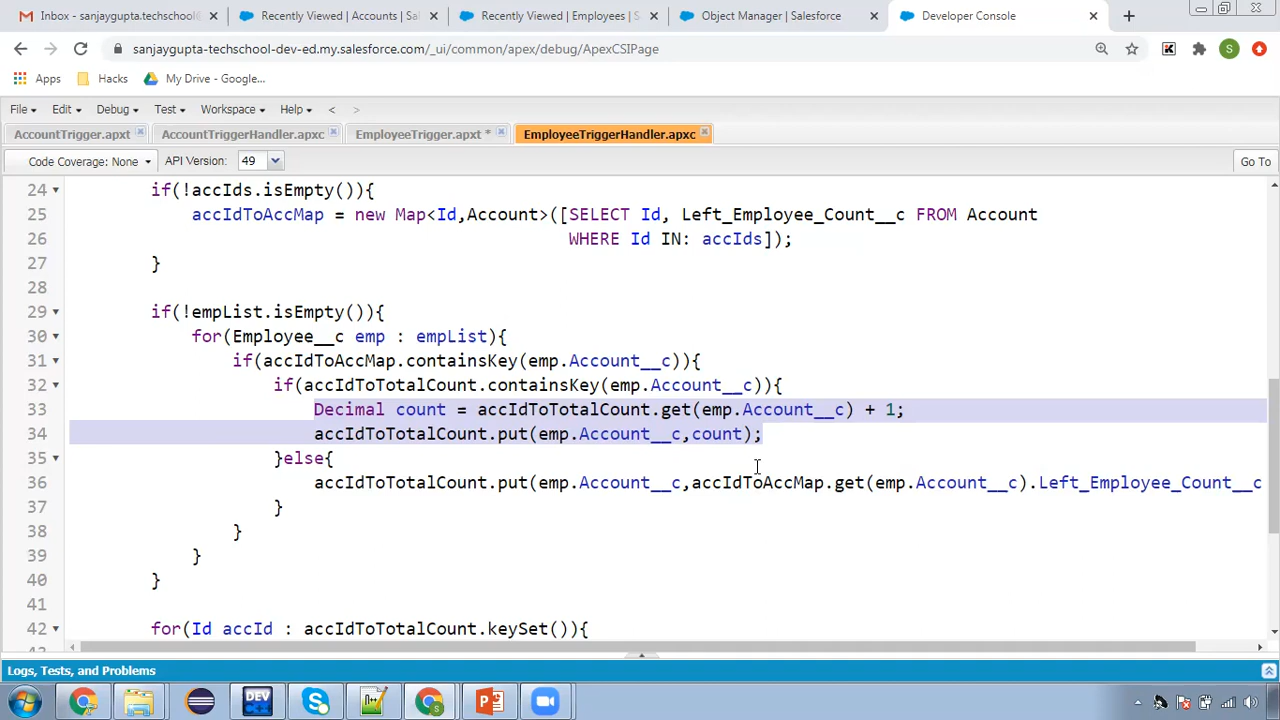 Inbox - sanjaygupta.techschool@
Recently Viewed | Accounts | Sal
Recently Viewed | Employees | S
Object Manager | Salesforce
Developer Console
sanjaygupta-techschool-dev-ed.my.salesforce.com/_ui/common/apex/debug/ApexCSIPage
S
Apps
Hacks
My Drive - Google...
File
Edit
Debug
Test
Workspace
Help
<
>
AccountTrigger.apxt
AccountTriggerHandler.apxc
EmployeeTrigger.apxt *
EmployeeTriggerHandler.apxc
Code Coverage: None
API Version:
49
Go To
24 if(!accIds.isEmpty()){
25 accIdToAccMap = new Map<Id,Account>([SELECT Id, Left_Employee_Count__c FROM Account
26 WHERE Id IN: accIds]);
27 }
28
29 if(!empList.isEmpty()){
30 for(Employee__c emp : empList){
31 if(accIdToAccMap.containsKey(emp.Account__c)){
32 if(accIdToTotalCount.containsKey(emp.Account__c)){
33 Decimal count = accIdToTotalCount.get(emp.Account__c) + 1;
34 accIdToTotalCount.put(emp.Account__c,count);
35 }else{
36 accIdToTotalCount.put(emp.Account__c,accIdToAccMap.get(emp.Account__c).Left_Employee_Count__c
37 }
38 }
39 }
40 }
41
42 for(Id accId : accIdToTotalCount.keySet()){
Logs, Tests, and Problems